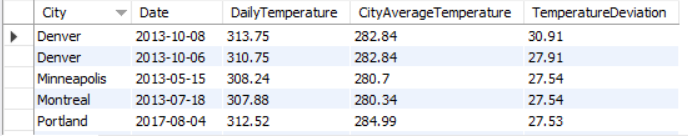 City Date DailyTemperature CityAverageTemperature TemperatureDeviation
Denver 2013-10-08 313.75 282.84 30.91
Denver 2013-10-06 310.75 282.84 27.91
Minneapolis 2013-05-15 308.24 280.7 27.54
Montreal 2013-07-18 307.88 280.34 27.54
Portland 2017-08-04 312.52 284.99 27.53